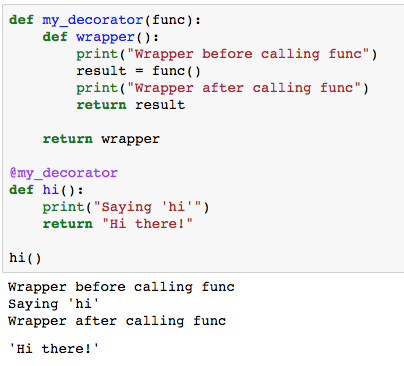 def my_decorator(func):
    def wrapper():
        print("Wrapper before calling func")
        result = func()
        print("Wrapper after calling func")
        return result

    return wrapper

@my_decorator
def hi():
    print("Saying 'hi'")
    return "Hi there!"

hi()
Wrapper before calling func
Saying 'hi'
Wrapper after calling func
'Hi there!'